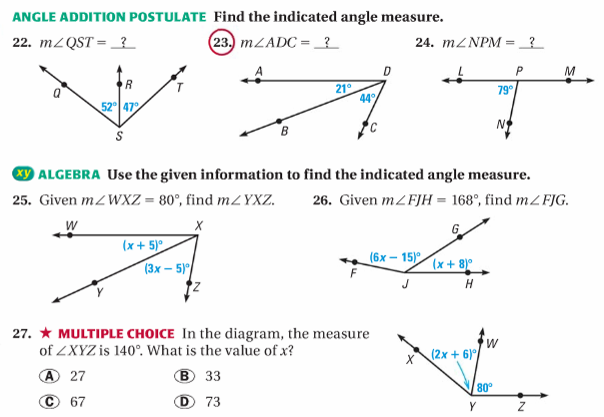 ANGLE ADDITION POSTULATE Find the indicated angle measure.
22. m∠QST = ?
23. m∠ADC = ?
24. m∠NPM = ?
Q
R
T
52°
47°
S
A
D
21°
44°
B
C
L
P
M
79°
N
xy ALGEBRA Use the given information to find the indicated angle measure.
25. Given m∠WXZ = 80°, find m∠YXZ.
26. Given m∠FJH = 168°, find m∠FJG.
W
X
(x + 5)°
(3x − 5)°
Y
Z
G
(6x − 15)°
(x + 8)°
F
J
H
27. ★ MULTIPLE CHOICE In the diagram, the measure
of ∠XYZ is 140°. What is the value of x?
A 27
B 33
C 67
D 73
W
X
(2x + 6)°
80°
Y
Z